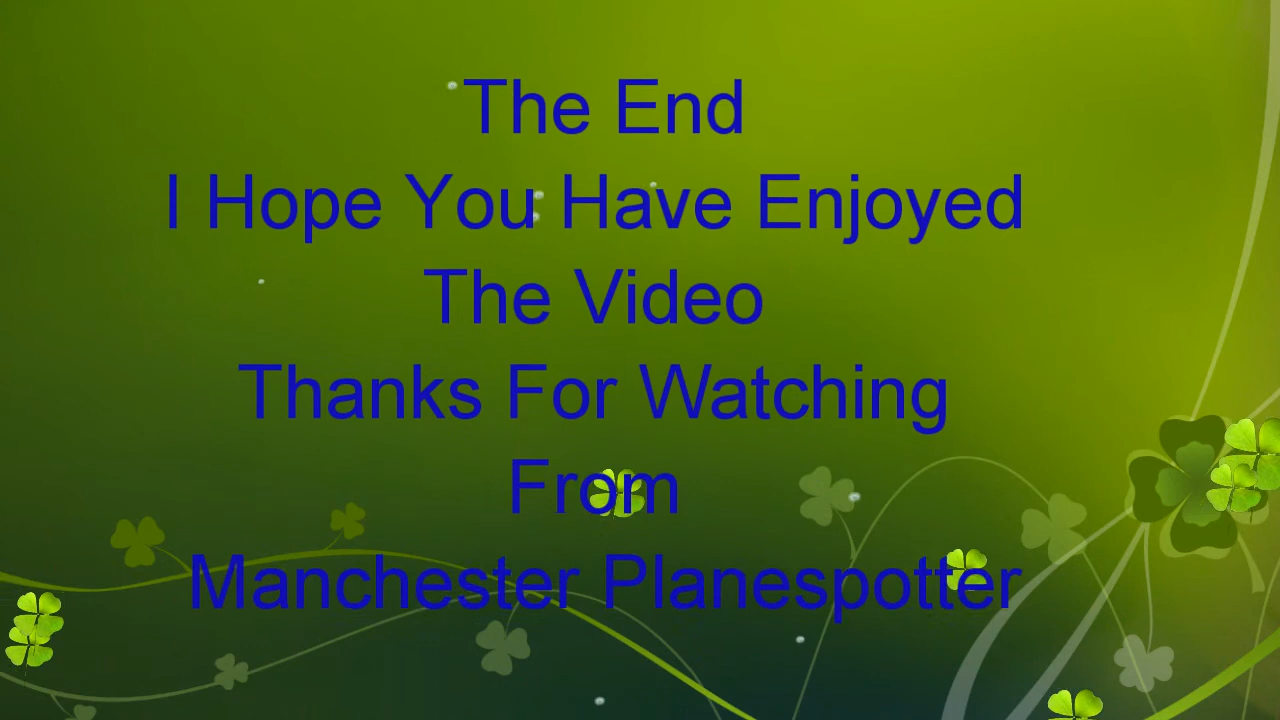 The End
I Hope You Have Enjoyed
The Video
Thanks For Watching
From
Manchester Planespotter